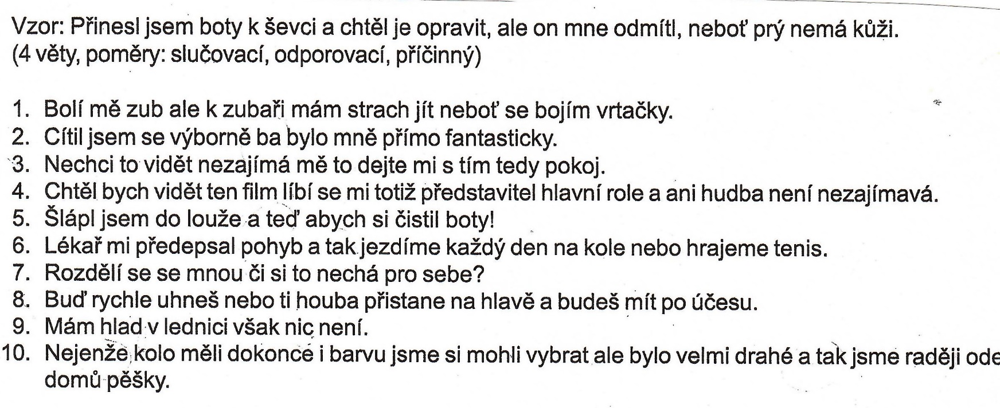 Vzor: Přinesl jsem boty k ševci a chtěl je opravit, ale on mne odmítl, neboť prý nemá kůži.
(4 věty, poměry: slučovací, odporovací, příčinný)
1. Bolí mě zub ale k zubaři mám strach jít neboť se bojím vrtačky.
2. Cítil jsem se výborně ba bylo mně přímo fantasticky.
3. Nechci to vidět nezajímá mě to dejte mi s tím tedy pokoj.
4. Chtěl bych vidět ten film líbí se mi totiž představitel hlavní role a ani hudba není nezajímavá.
5. Šlápl jsem do louže a teď abych si čistil boty!
6. Lékař mi předepsal pohyb a tak jezdíme každý den na kole nebo hrajeme tenis.
7. Rozdělí se se mnou či si to nechá pro sebe?
8. Buď rychle uhneš nebo ti houba přistane na hlavě a budeš mít po účesu.
9. Mám hlad v lednici však nic není.
10. Nejenže kolo měli dokonce i barvu jsme si mohli vybrat ale bylo velmi drahé a tak jsme raději ode
domů pěšky.